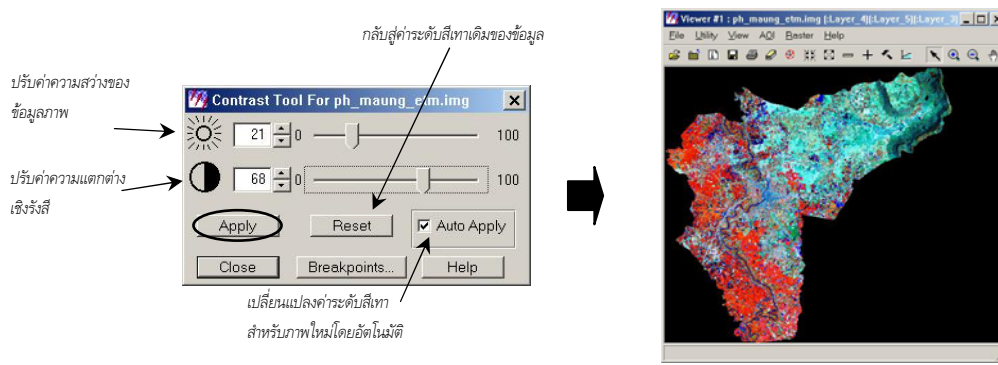 กลับสู่ค่าระดับสีเทาเดิมของข้อมูล
ปรับค่าความสว่างของ
ข้อมูลภาพ
ปรับค่าความแตกต่าง
เชิงรังสี
Contrast Tool For ph_maung_etm.img
21 0 100
68 0 100
Apply Reset Auto Apply
Close Breakpoints... Help
เปลี่ยนแปลงค่าระดับสีเทา
สำหรับภาพใหม่โดยอัตโนมัติ
Viewer #1 : ph_maung_etm.img (:Layer_4)(:Layer_5)(:Layer_3)
File Utility View AOI Raster Help